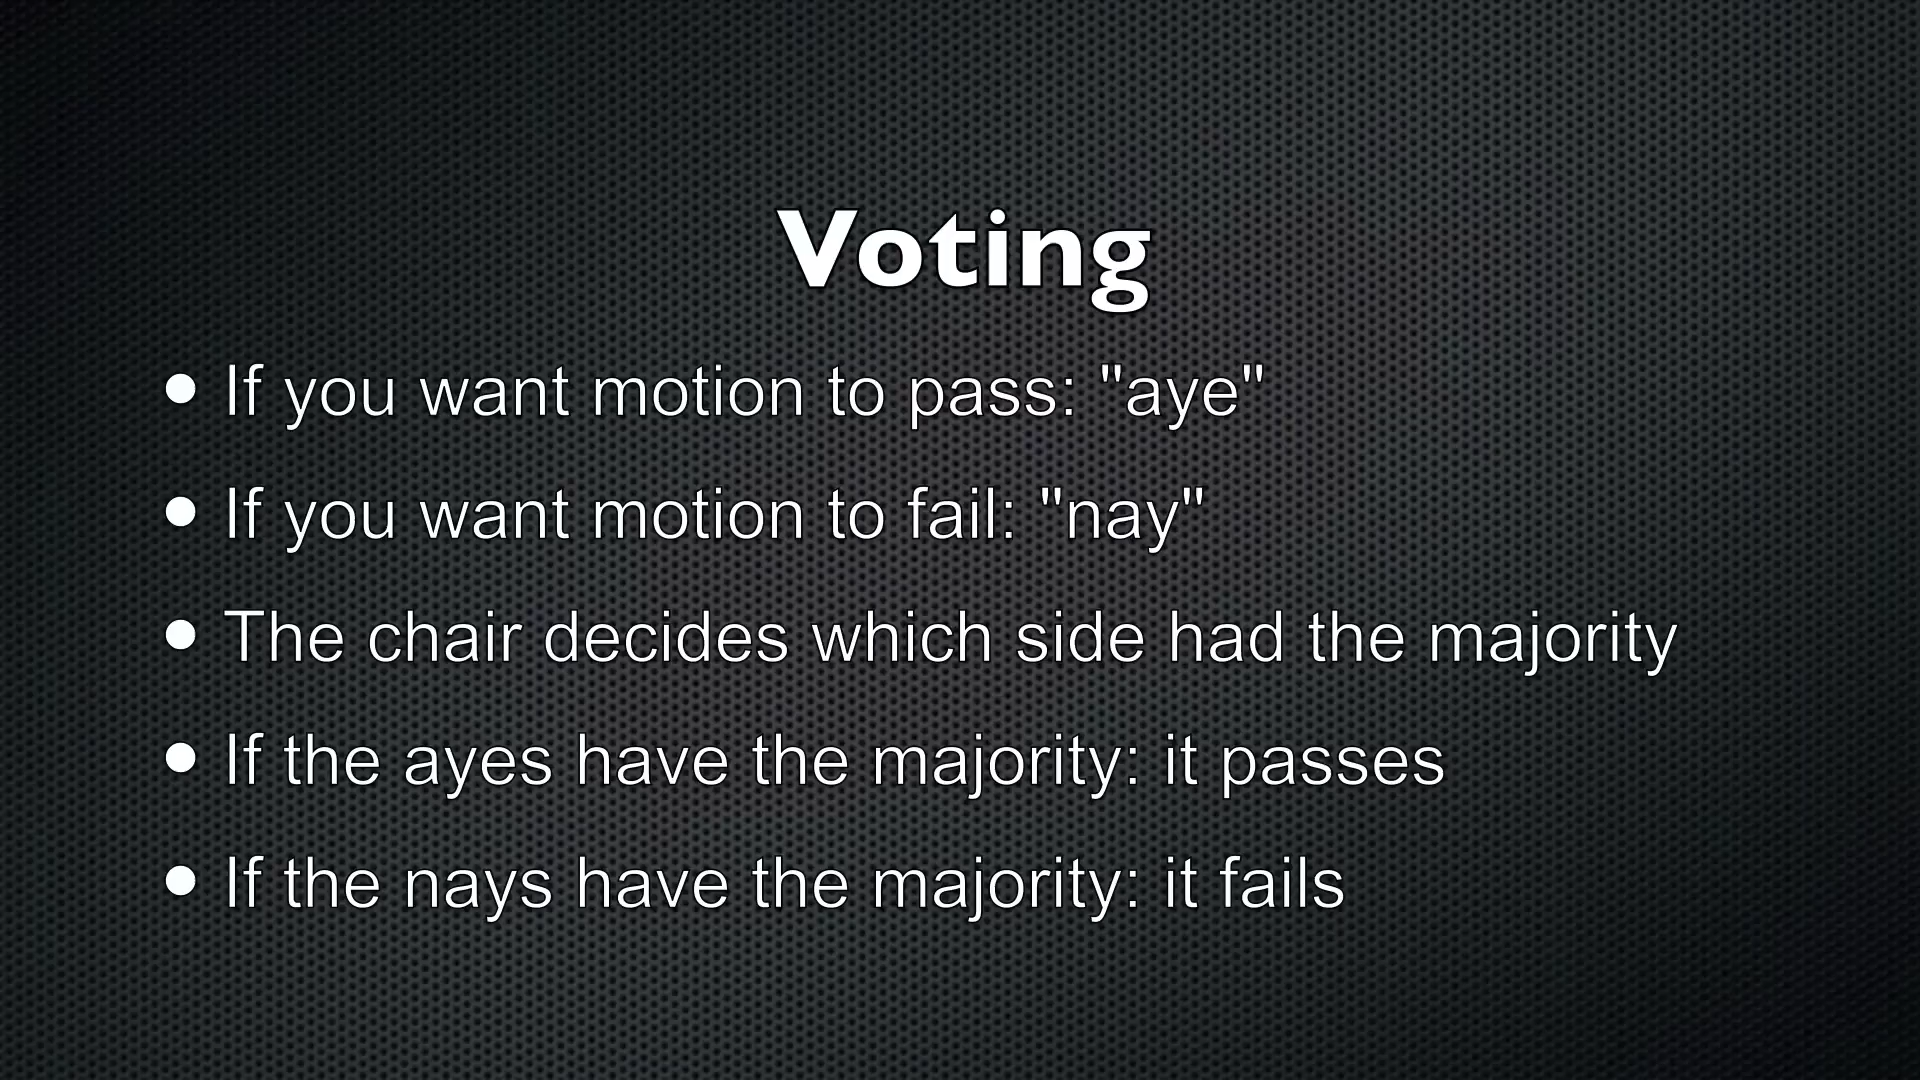 Voting
• If you want motion to pass: "aye"
• If you want motion to fail: "nay"
• The chair decides which side had the majority
• If the ayes have the majority: it passes
• If the nays have the majority: it fails